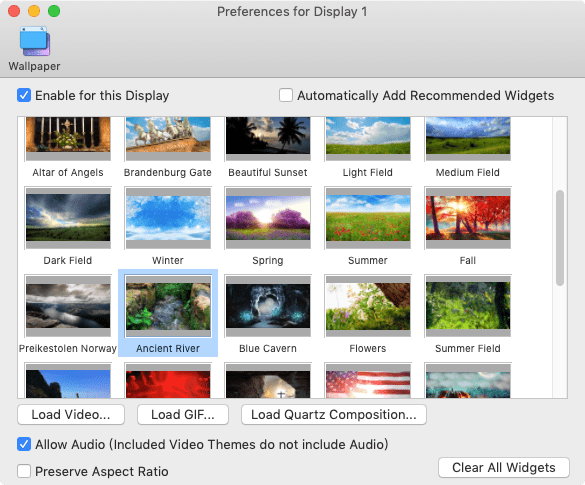 Preferences for Display 1
Wallpaper
Enable for this Display
Automatically Add Recommended Widgets
Altar of Angels
Brandenburg Gate
Beautiful Sunset
Light Field
Medium Field
Dark Field
Winter
Spring
Summer
Fall
Preikestolen Norway
Ancient River
Blue Cavern
Flowers
Summer Field
Load Video...
Load GIF...
Load Quartz Composition...
Allow Audio (Included Video Themes do not include Audio)
Preserve Aspect Ratio
Clear All Widgets